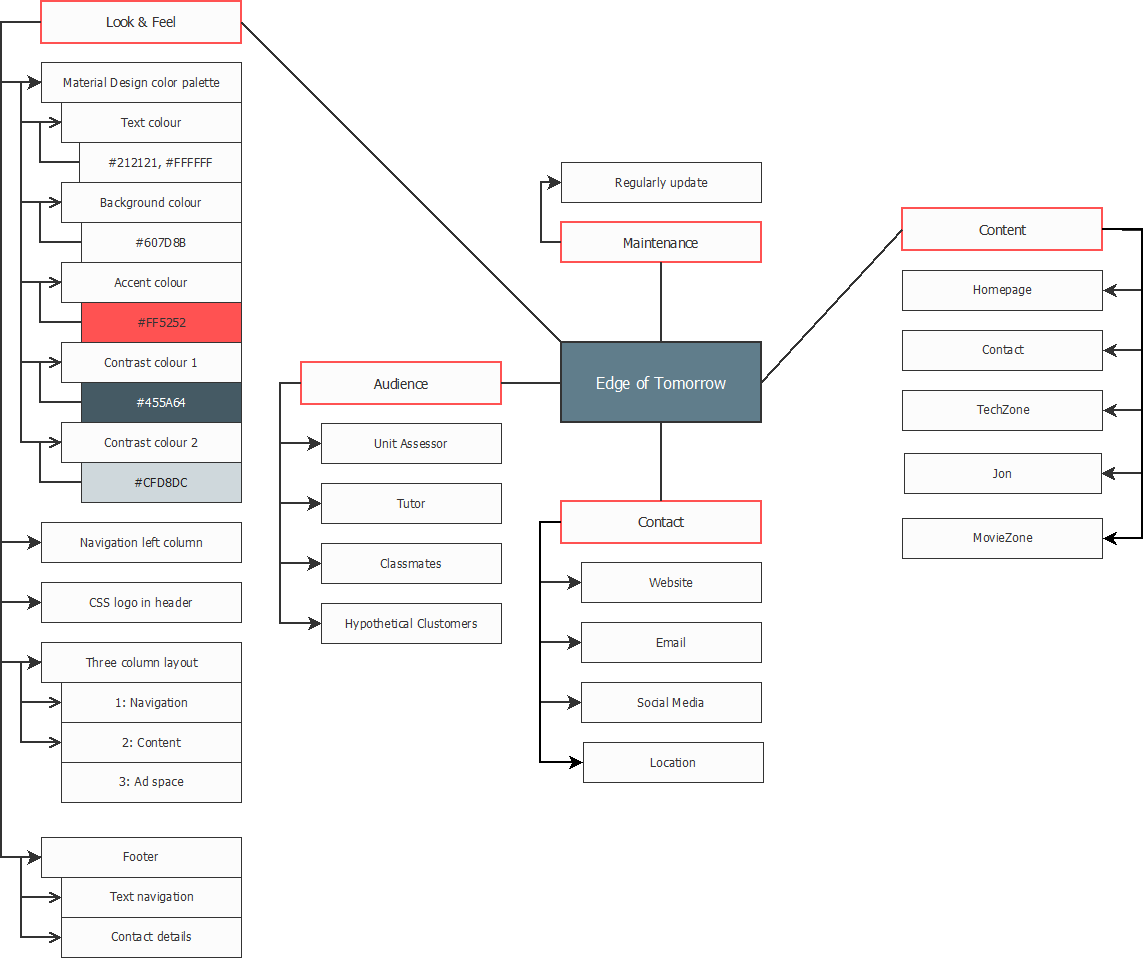 Look & Feel
Material Design color palette
Text colour
#212121, #FFFFFF
Background colour
#607D8B
Accent colour
#FF5252
Contrast colour 1
#455A64
Contrast colour 2
#CFD8DC
Navigation left column
CSS logo in header
Three column layout
1: Navigation
2: Content
3: Ad space
Footer
Text navigation
Contact details
Regularly update
Maintenance
Edge of Tomorrow
Audience
Unit Assessor
Tutor
Classmates
Hypothetical Clustomers
Contact
Website
Email
Social Media
Location
Content
Homepage
Contact
TechZone
Jon
MovieZone